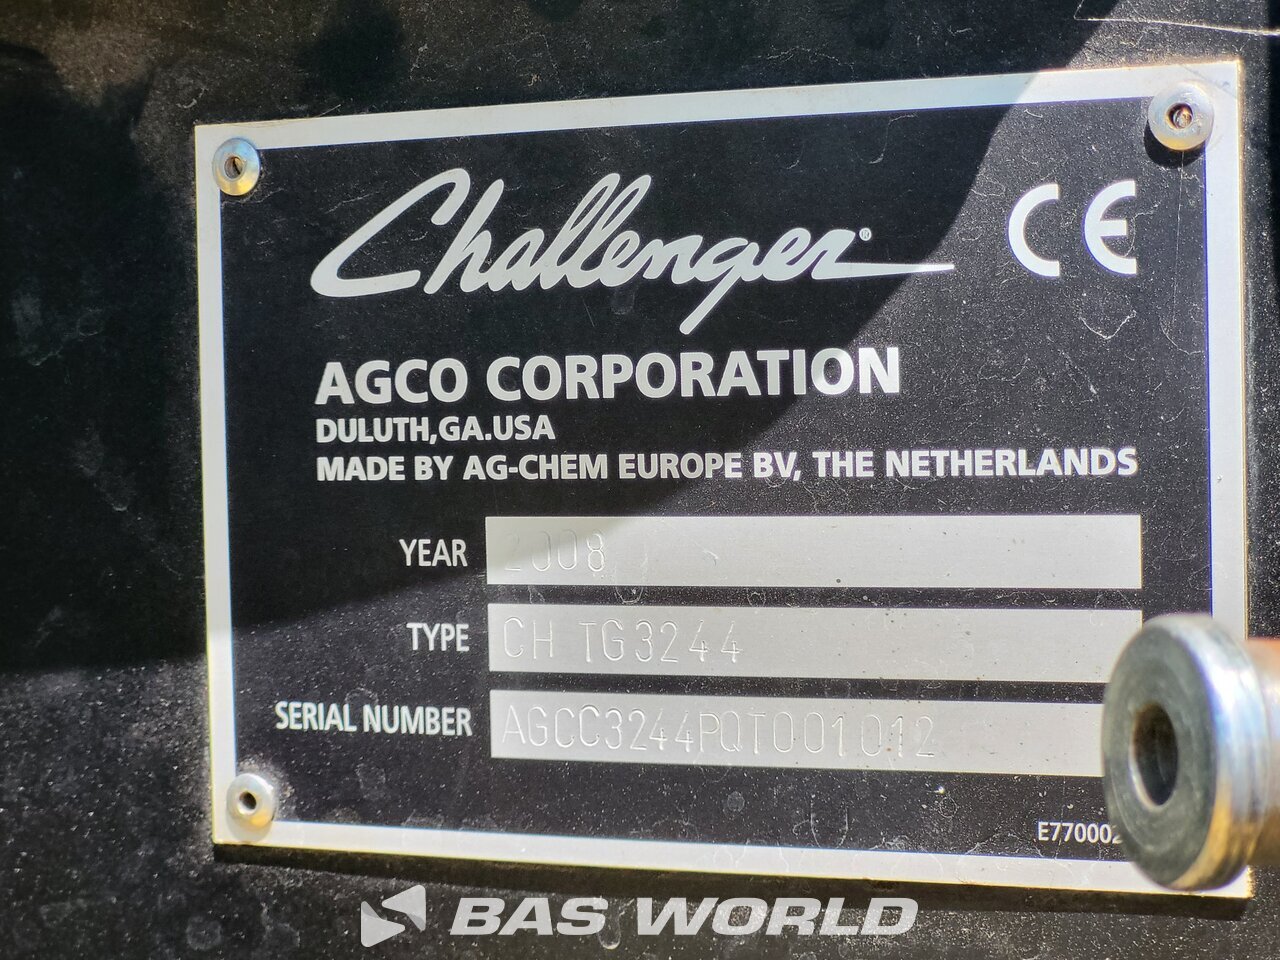 Challenger® CE
AGCO CORPORATION
DULUTH,GA.USA
MADE BY AG-CHEM EUROPE BV, THE NETHERLANDS
YEAR 2008
TYPE CH TG3244
SERIAL NUMBER AGCC3244PQT001012
BAS WORLD